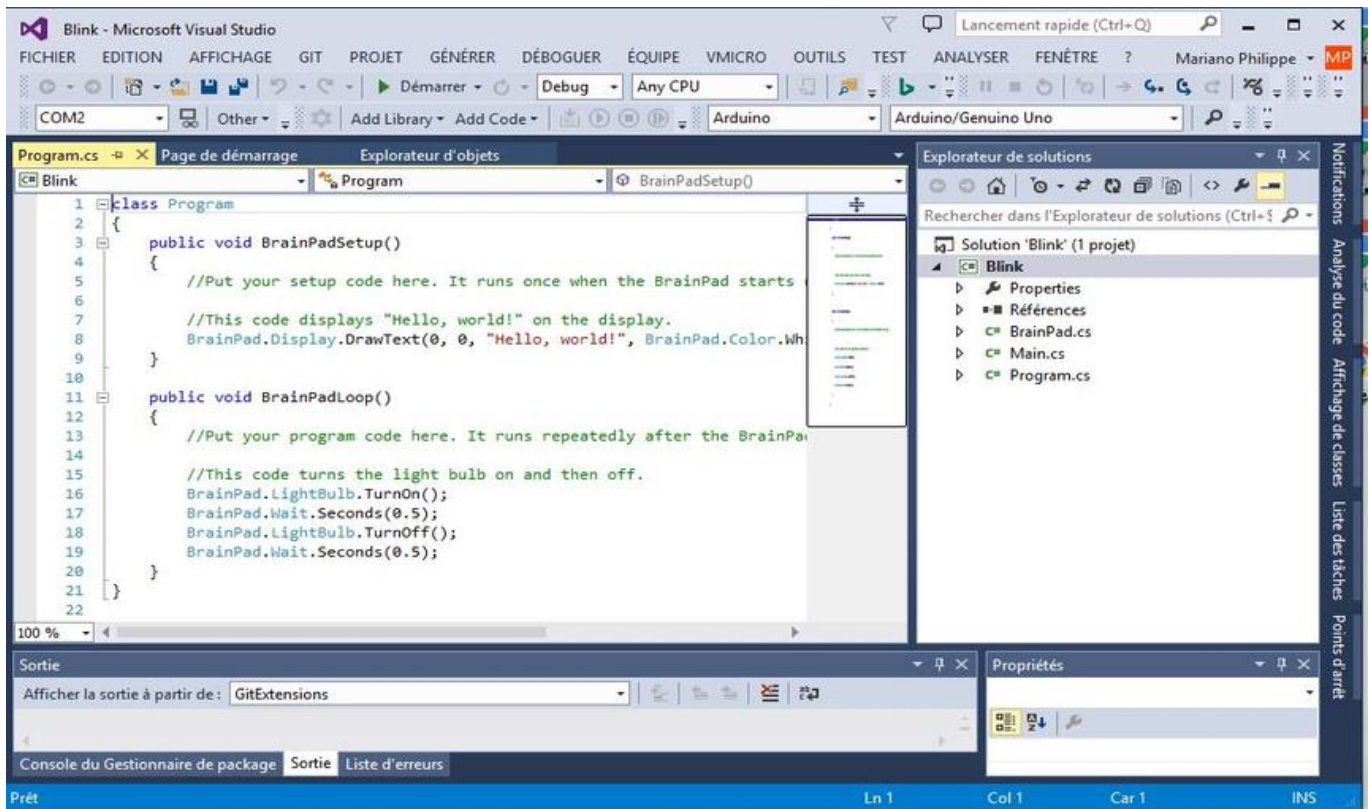 Blink - Microsoft Visual Studio
Lancement rapide (Ctrl+Q)
FICHIER EDITION AFFICHAGE GIT PROJET GÉNÉRER DÉBOGUER ÉQUIPE VMICRO OUTILS TEST ANALYSER FENÊTRE ? Mariano Philippe MP
Démarrer Debug Any CPU
COM2 Other Add Library Add Code Arduino Arduino/Genuino Uno
Program.cs Page de démarrage Explorateur d'objets
Blink Program BrainPadSetup()
1 class Program
2 {
3 public void BrainPadSetup()
4 {
5 //Put your setup code here. It runs once when the BrainPad starts
6
7 //This code displays "Hello, world!" on the display.
8 BrainPad.Display.DrawText(0, 0, "Hello, world!", BrainPad.Color.Wh
9 }
10
11 public void BrainPadLoop()
12 {
13 //Put your program code here. It runs repeatedly after the BrainPa
14
15 //This code turns the light bulb on and then off.
16 BrainPad.LightBulb.TurnOn();
17 BrainPad.Wait.Seconds(0.5);
18 BrainPad.LightBulb.TurnOff();
19 BrainPad.Wait.Seconds(0.5);
20 }
21 }
22
100 %
Explorateur de solutions
Rechercher dans l'Explorateur de solutions (Ctrl+$
Solution 'Blink' (1 projet)
C# Blink
Properties
Références
C# BrainPad.cs
C# Main.cs
C# Program.cs
Notifications
Analyse du code
Affichage de classes
Liste des tâches
Points d'arrêt
Sortie
Afficher la sortie à partir de : GitExtensions
Console du Gestionnaire de package Sortie Liste d'erreurs
Propriétés
Prêt Ln 1 Col 1 Car 1 INS